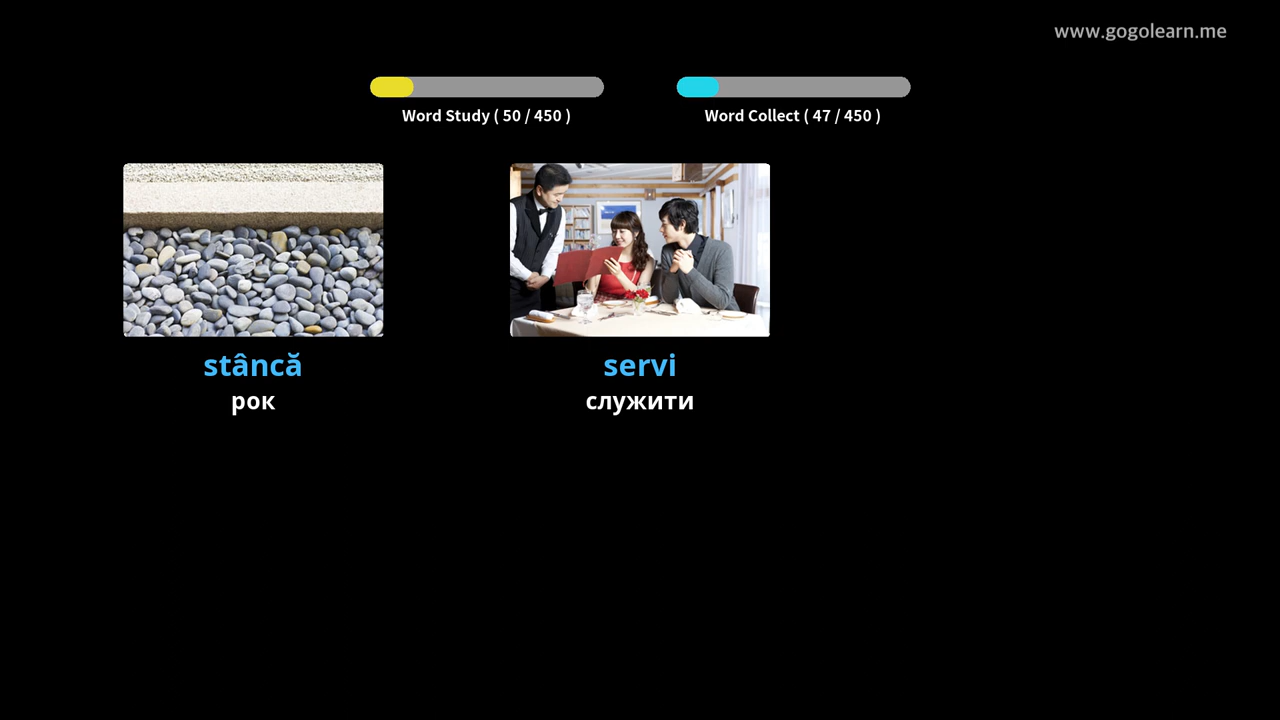 www.gogolearn.me
Word Study ( 50 / 450 )
Word Collect ( 47 / 450 )
stâncă
рок
servi
служити